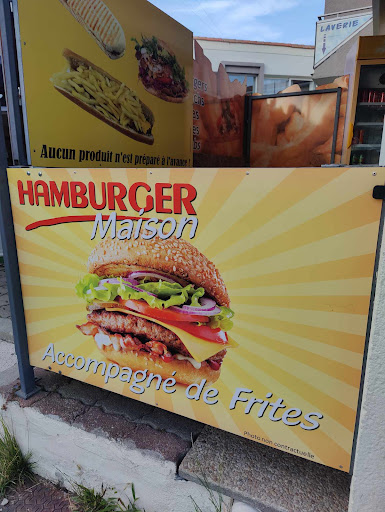 LAVERIE
Aucun produit n'est préparé à l'avance
HAMBURGER
Maison
Accompagné de Frites
Photo non contractuelle